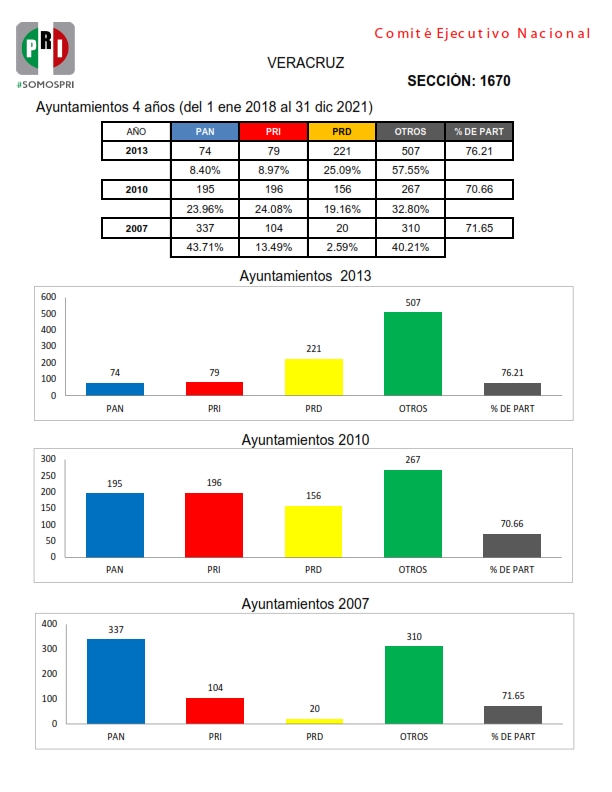 Comité Ejecutivo Nacional
PRI
#SOMOSPRI
VERACRUZ
SECCIÓN: 1670
Ayuntamientos 4 años (del 1 ene 2018 al 31 dic 2021)
AÑO PAN PRI PRD OTROS % DE PART
2013 74 79 221 507 76.21
8.40% 8.97% 25.09% 57.55%
2010 195 196 156 267 70.66
23.96% 24.08% 19.16% 32.80%
2007 337 104 20 310 71.65
43.71% 13.49% 2.59% 40.21%
Ayuntamientos 2013
600
500
400
300
200
100
0
74 79 221 507 76.21
PAN PRI PRD OTROS % DE PART
Ayuntamientos 2010
300
250
200
150
100
50
0
195 196 156 267 70.66
PAN PRI PRD OTROS % DE PART
Ayuntamientos 2007
400
300
200
100
0
337 104 20 310 71.65
PAN PRI PRD OTROS % DE PART